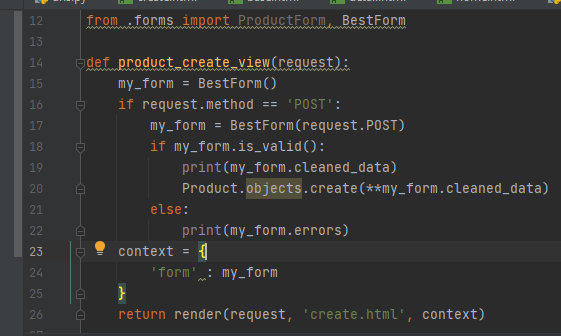 12 from .forms import ProductForm, BestForm
13
14 def product_create_view(request):
15     my_form = BestForm()
16     if request.method == 'POST':
17         my_form = BestForm(request.POST)
18         if my_form.is_valid():
19             print(my_form.cleaned_data)
20             Product.objects.create(**my_form.cleaned_data)
21         else:
22             print(my_form.errors)
23     context = {
24         'form' : my_form
25     }
26     return render(request, 'create.html', context)